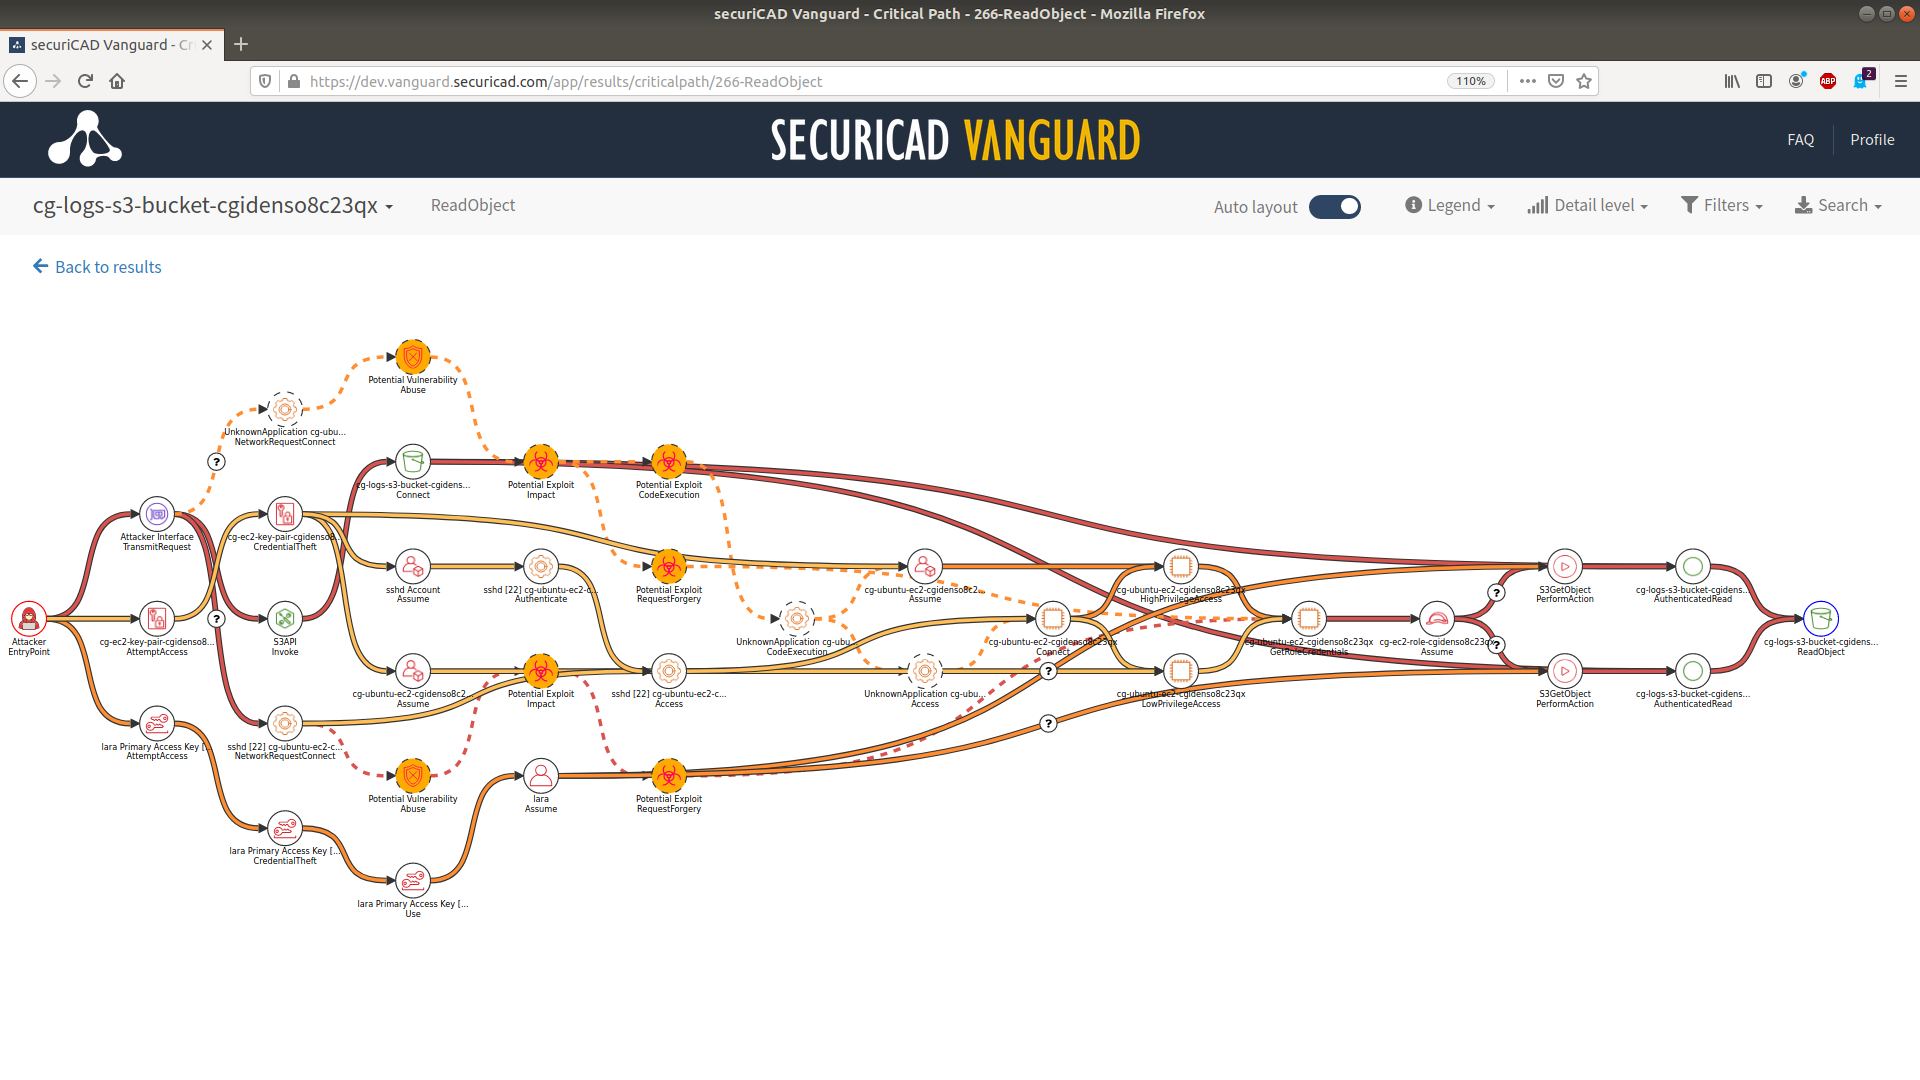 securiCAD Vanguard - Critical Path - 266-ReadObject - Mozilla Firefox
securiCAD Vanguard - Cr
https://dev.vanguard.securicad.com/app/results/criticalpath/266-ReadObject
110%
ABP
2
SECURICAD VANGUARD
FAQ
Profile
cg-logs-s3-bucket-cgidenso8c23qx
ReadObject
Auto layout
Legend
Detail level
Filters
Search
Back to results
Potential Vulnerability
Abuse
UnknownApplication cg-ubu...
NetworkRequestConnect
?
cg-logs-s3-bucket-cgidens...
Connect
Potential Exploit
Impact
Potential Exploit
CodeExecution
Attacker Interface
TransmitRequest
cg-ec2-key-pair-cgidenso8...
CredentialTheft
sshd Account
Assume
sshd [22] cg-ubuntu-ec2-c...
Authenticate
Potential Exploit
RequestForgery
cg-ubuntu-ec2-cgidenso8c2...
Assume
cg-ubuntu-ec2-cgidenso8c23qx
HighPrivilegeAccess
?
S3GetObject
PerformAction
cg-logs-s3-bucket-cgidens...
AuthenticatedRead
Attacker
EntryPoint
cg-ec2-key-pair-cgidenso8...
AttemptAccess
?
S3API
Invoke
UnknownApplication cg-ubu...
CodeExecution
cg-ubuntu-ec2-cgidenso8c23qx
Connect
cg-ubuntu-ec2-cgidenso8c23qx
GetRoleCredentials
cg-ec2-role-cgidenso8c23qx
Assume
?
cg-logs-s3-bucket-cgidens...
ReadObject
cg-ubuntu-ec2-cgidenso8c2...
Assume
Potential Exploit
Impact
sshd [22] cg-ubuntu-ec2-c...
Access
UnknownApplication cg-ubu...
Access
?
cg-ubuntu-ec2-cgidenso8c23qx
LowPrivilegeAccess
S3GetObject
PerformAction
cg-logs-s3-bucket-cgidens...
AuthenticatedRead
lara Primary Access Key [...
AttemptAccess
sshd [22] cg-ubuntu-ec2-c...
NetworkRequestConnect
?
Potential Vulnerability
Abuse
lara
Assume
Potential Exploit
RequestForgery
lara Primary Access Key [...
CredentialTheft
lara Primary Access Key [...
Use